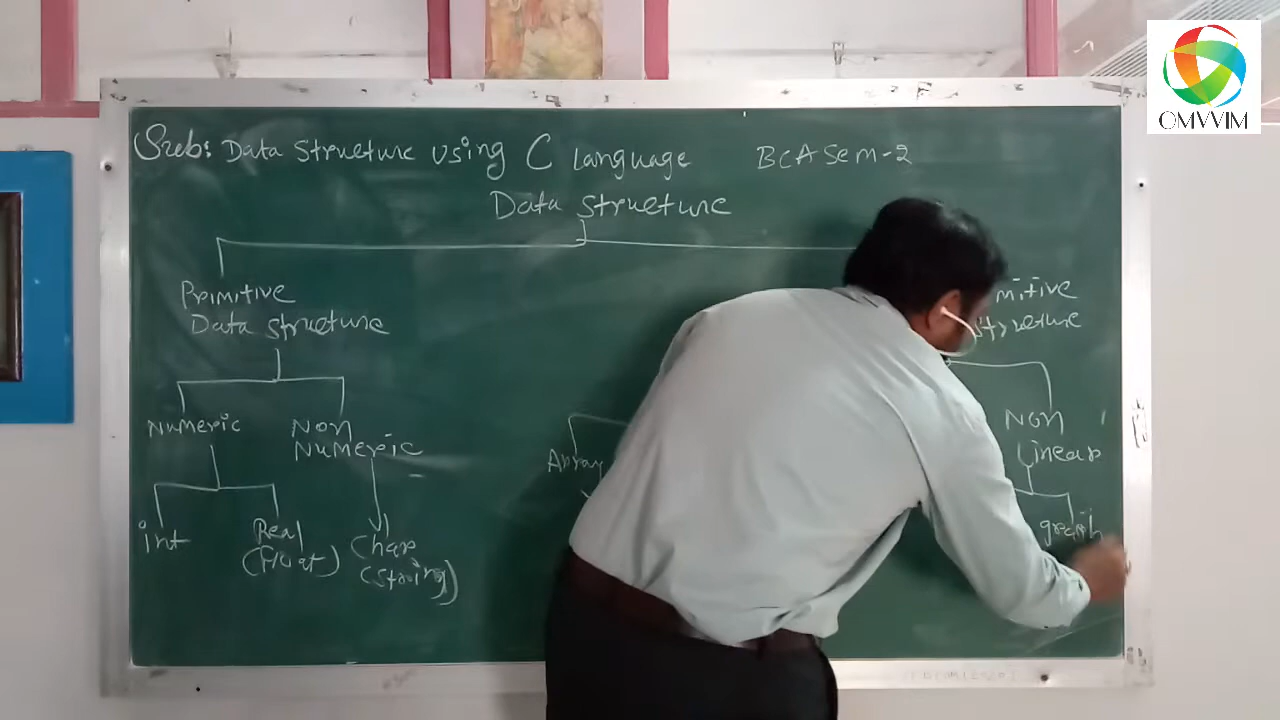 Sub: Data Structure Using C Language BCA Sem-2
Data Structure
Primitive
Data structure
mitive
structure
Numeric
Non
Numeric
Array
Non
Linear
int
Real
(Float)
Char
(String)
graph
OMVVIM